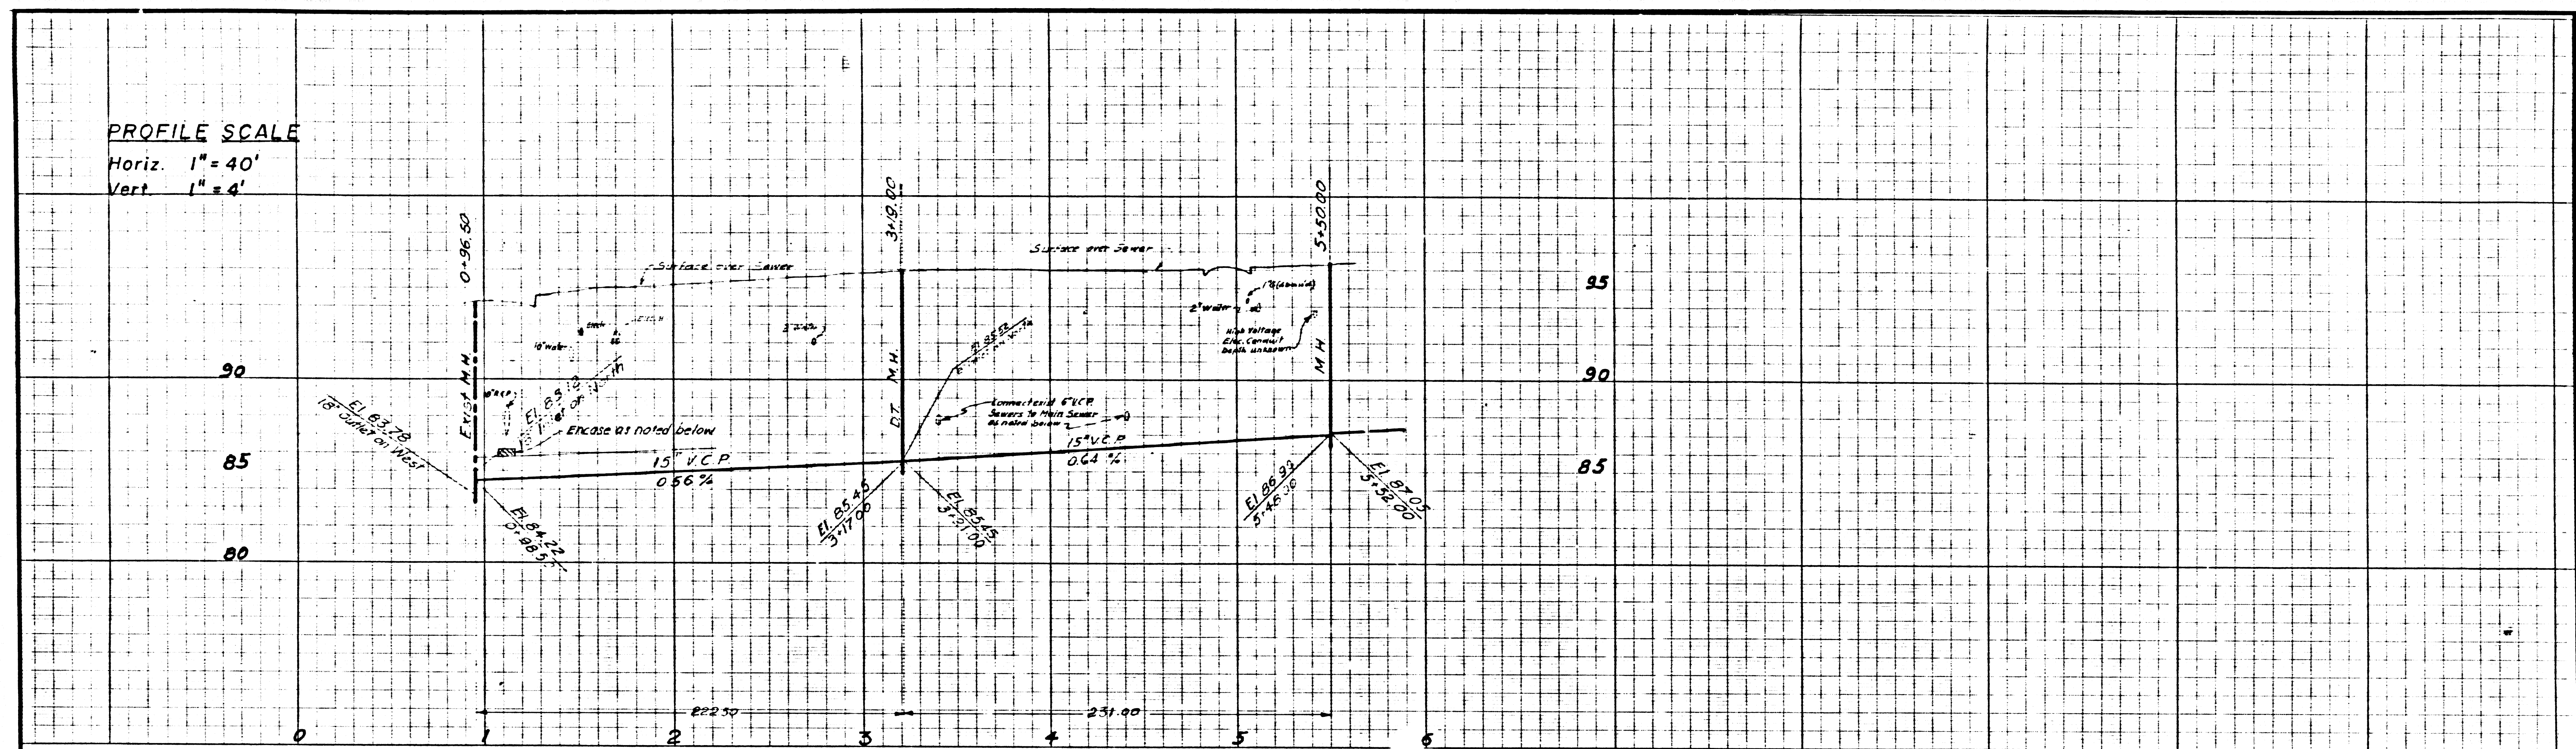 PROFILE SCALE
Horiz. 1" = 40'
Vert. 1" = 4'
0+96.50
3+19.00
5+50.00
Surface over Sewer
Surface over Sewer
95
2" Water
High Voltage
Elec. Conduit
Depth unknown
10" Water
Elec.
Exist M.H.
D.T. M.H.
M H
90
90
El. 83.78
18" Outlet on West
Connect exist 6" V.C.P.
Sewers to Main Sewer
as noted below
Encase as noted below
85
85
15" V.C.P.
0.56 %
15" V.C.P.
0.64 %
El. 84.22
El. 85.45
3+17.00
El. 85.45
3+21.00
El 86.93
5+48.00
El. 87.05
5+52.00
80
222.50
231.00
0 1 2 3 4 5 6